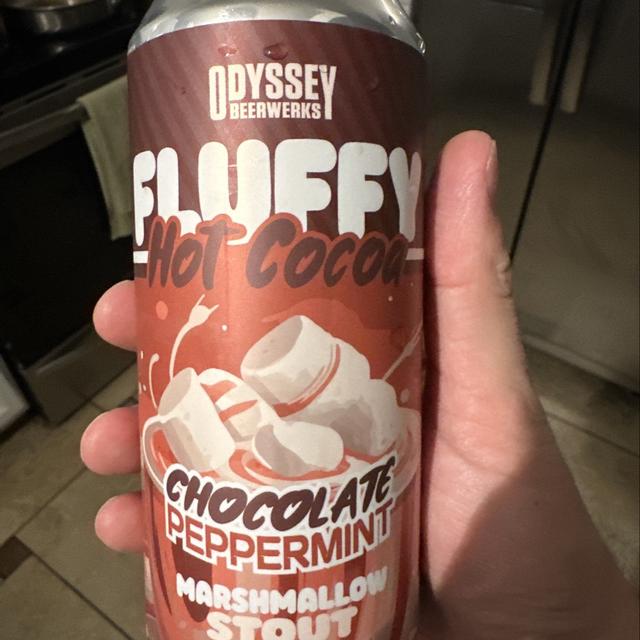 ODYSSEY
BEERWERKS
FLUFFY
Hot Cocoa
CHOCOLATE
PEPPERMINT
MARSHMALLOW
STOUT